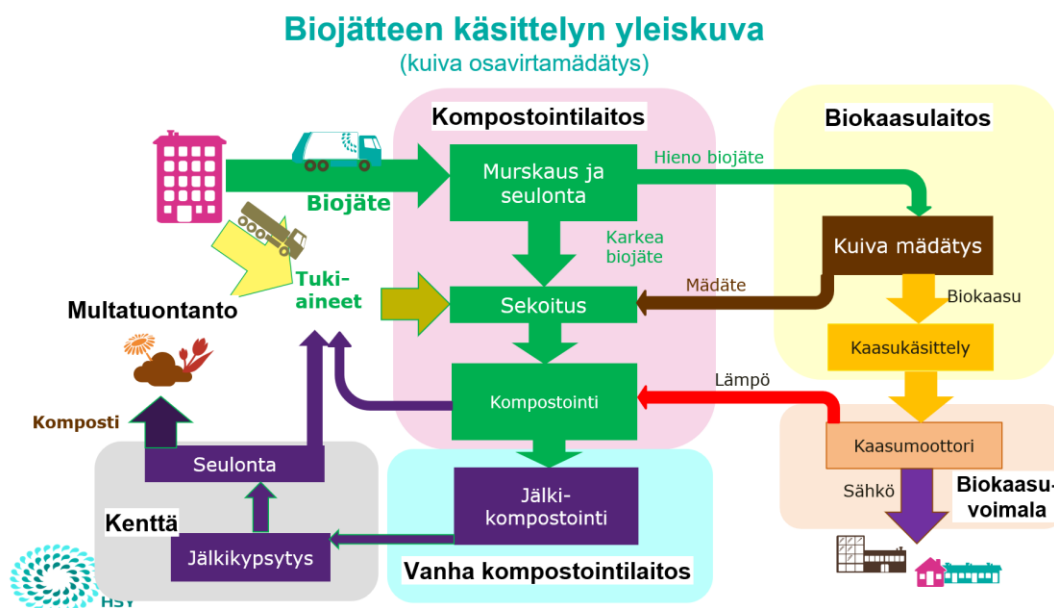 Biojätteen käsittelyn yleiskuva
(kuiva osavirtamädätys)
Kompostointilaitos
Biokaasulaitos
Biojäte
Murskaus ja
seulonta
Hieno biojäte
Karkea
biojäte
Kuiva mädätys
Tuki-
aineet
Sekoitus
Mädäte
Biokaasu
Multatuontanto
Kaasukäsittely
Kompostointi
Lämpö
Komposti
Kaasumoottori
Seulonta
Jälki-
kompostointi
Sähkö
Biokaasu-
voimala
Kenttä
Jälkikypsytys
Vanha kompostointilaitos
HSY